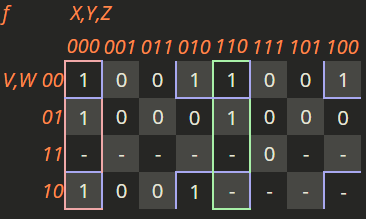 f X,Y,Z
000 001 011 010 110 111 101 100
V,W 00 1 0 0 1 1 0 0 1
01 1 0 0 0 1 0 0 0
11 - - - - - 0 - -
10 1 0 0 1 - - - -